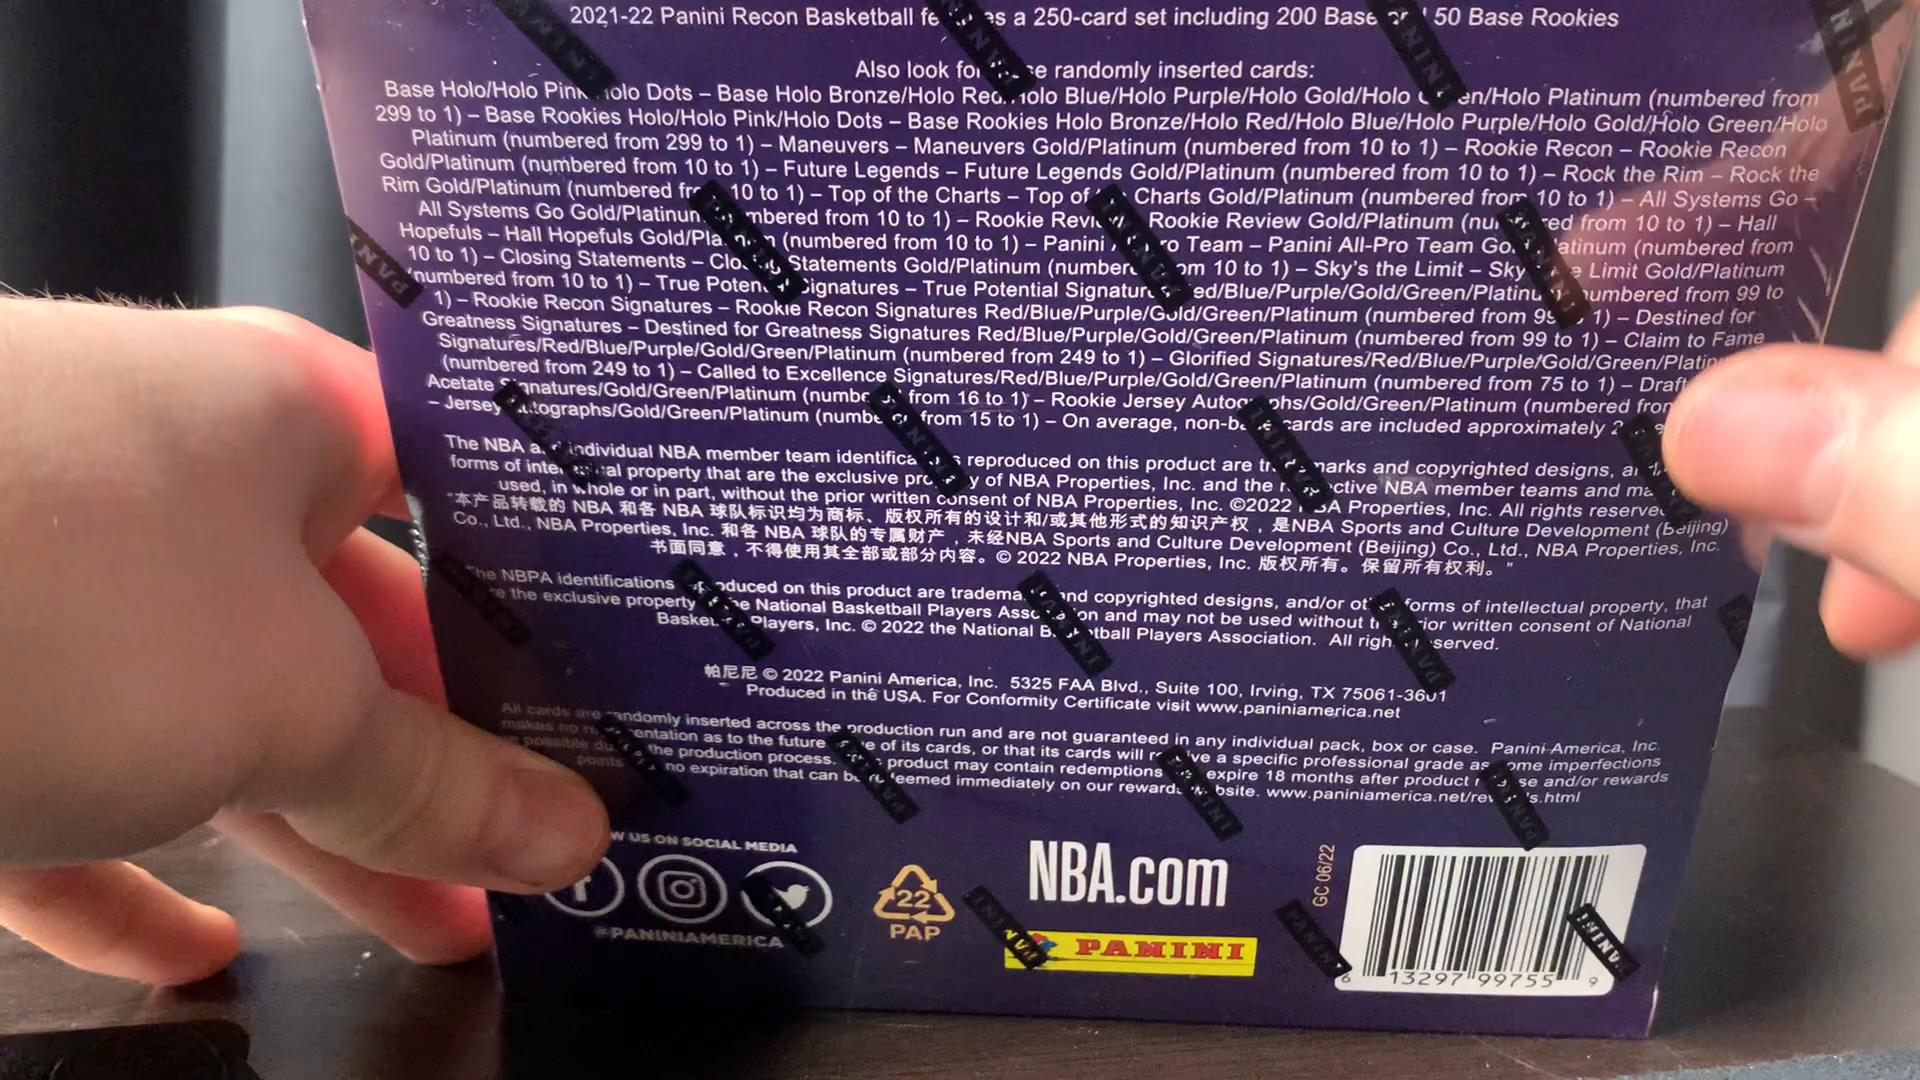 2021-22 Panini Recon Basketball a 250-card set including 200 Base 50 Base Rookies
Also look for randomly inserted cards:
Base Holo/Holo Pink/Holo Dots – Base Holo Bronze/Holo Red/Holo Blue/Holo Purple/Holo Gold/Holo Green/Holo Platinum (numbered from
299 to 1) – Base Rookies Holo/Holo Pink/Holo Dots – Base Rookies Holo Bronze/Holo Red/Holo Blue/Holo Purple/Holo Gold/Holo Green/Holo
Platinum (numbered from 299 to 1) – Maneuvers – Maneuvers Gold/Platinum (numbered from 10 to 1) – Rookie Recon – Rookie Recon
Gold/Platinum (numbered from 10 to 1) – Future Legends – Future Legends Gold/Platinum (numbered from 10 to 1) – Rock the Rim – Rock the
Rim Gold/Platinum (numbered from 10 to 1) – Top of the Charts – Top of Charts Gold/Platinum (numbered from 10 to 1) – All Systems Go –
All Systems Go Gold/Platinum numbered from 10 to 1) – Rookie Review Rookie Review Gold/Platinum (numbered from 10 to 1) – Hall
Hopefuls – Hall Hopefuls Gold/Platinum (numbered from 10 to 1) – Panini All-Pro Team – Panini All-Pro Team Gold/Platinum (numbered from
10 to 1) – Closing Statements – Closing Statements Gold/Platinum (numbered from 10 to 1) – Sky's the Limit – Sky's the Limit Gold/Platinum
(numbered from 10 to 1) – True Potential Signatures – True Potential Signatures Red/Blue/Purple/Gold/Green/Platinum numbered from 99 to
1) – Rookie Recon Signatures – Rookie Recon Signatures Red/Blue/Purple/Gold/Green/Platinum (numbered from 99 to 1) – Destined for
Greatness Signatures – Destined for Greatness Signatures Red/Blue/Purple/Gold/Green/Platinum (numbered from 99 to 1) – Claim to Fame
Signatures/Red/Blue/Purple/Gold/Green/Platinum (numbered from 249 to 1) – Glorified Signatures/Red/Blue/Purple/Gold/Green/Platinum
(numbered from 249 to 1) – Called to Excellence Signatures/Red/Blue/Purple/Gold/Green/Platinum (numbered from 75 to 1) – Draft
Acetate Signatures/Gold/Green/Platinum (numbered from 16 to 1) – Rookie Jersey Autographs/Gold/Green/Platinum (numbered from
– Jersey Autographs/Gold/Green/Platinum (numbered from 15 to 1) – On average, non-base cards are included approximately 2
The NBA and individual NBA member team identifications reproduced on this product are trademarks and copyrighted designs,
forms of intellectual property that are the exclusive property of NBA Properties, Inc. and the respective NBA member teams and
used, in whole or in part, without the prior written consent of NBA Properties, Inc. ©2022 NBA Properties, Inc. All rights reserved
"本产品转载的 NBA 和各 NBA 球队标识均为商标、版权所有的设计和/或其他形式的知识产权，是NBA Sports and Culture Development (Beijing)
Co., Ltd., NBA Properties, Inc. 和各 NBA 球队的专属财产，未经NBA Sports and Culture Development (Beijing) Co., Ltd., NBA Properties, Inc.
书面同意，不得使用其全部或部分内容。© 2022 NBA Properties, Inc. 版权所有。保留所有权利。"
The NBPA identifications reproduced on this product are trademarks and copyrighted designs, and/or other forms of intellectual property, that
are the exclusive property the National Basketball Players Association and may not be used without the prior written consent of National
Basketball Players, Inc. © 2022 the National Basketball Players Association. All rights reserved.
帕尼尼 © 2022 Panini America, Inc. 5325 FAA Blvd., Suite 100, Irving, TX 75061-3601
Produced in the USA. For Conformity Certificate visit www.paniniamerica.net
All cards are randomly inserted across the production run and are not guaranteed in any individual pack, box or case. Panini America, Inc.
makes no representation as to the future value of its cards, or that its cards will receive a specific professional grade as some imperfections
possible the production process. product may contain redemptions expire 18 months after product release and/or rewards
points no expiration that can be redeemed immediately on our rewards website. www.paniniamerica.net/rewards.html
US ON SOCIAL MEDIA
@PANINIAMERICA
22
PAP
NBA.com
PANINI
GC 06/22
6 13297 99755 9